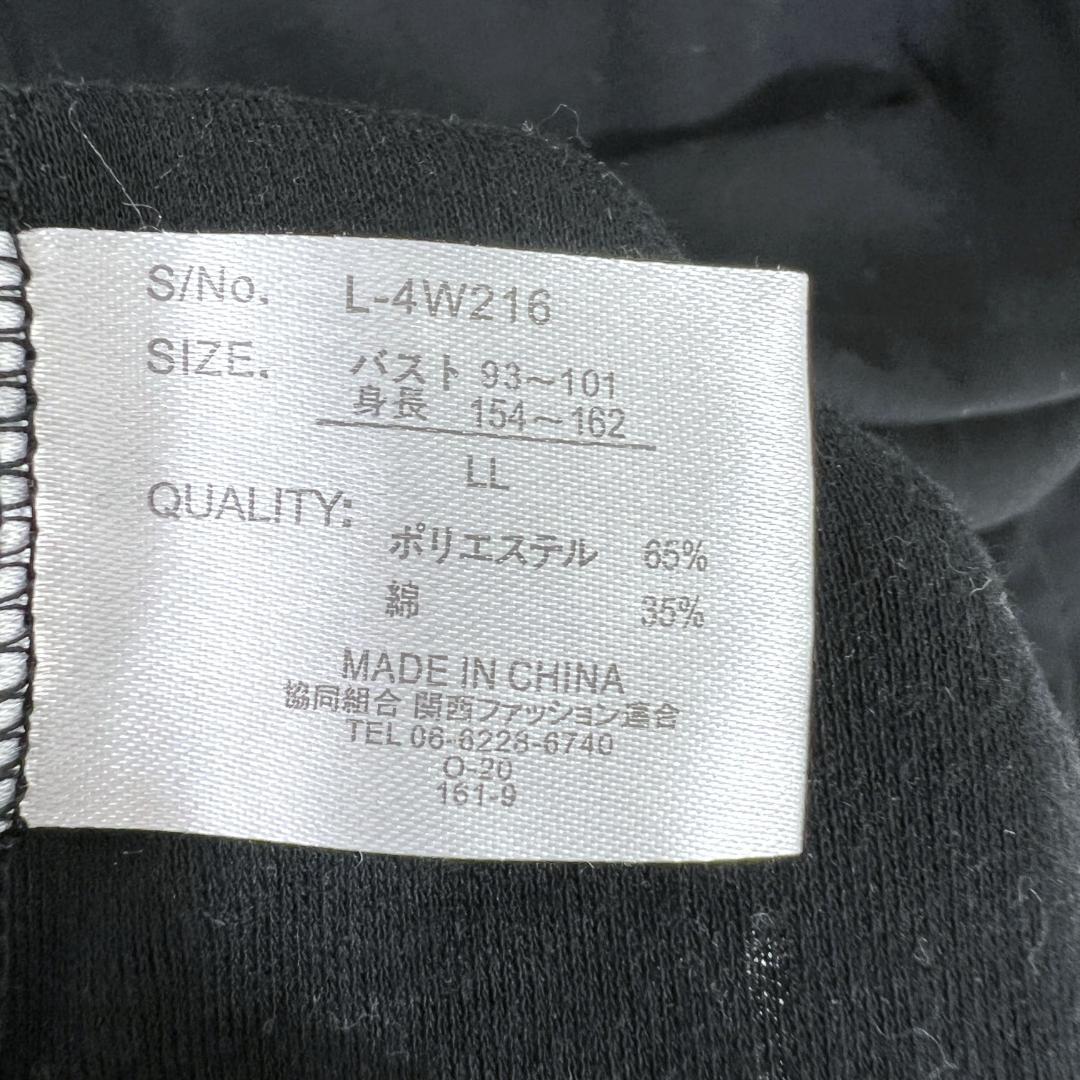 S/No. L-4W216
SIZE. バスト 93～101
身長 154～162
LL
QUALITY:
ポリエステル 65%
綿 35%
MADE IN CHINA
協同組合 関西ファッション連合
TEL 06-6228-6740
O-20
161-9